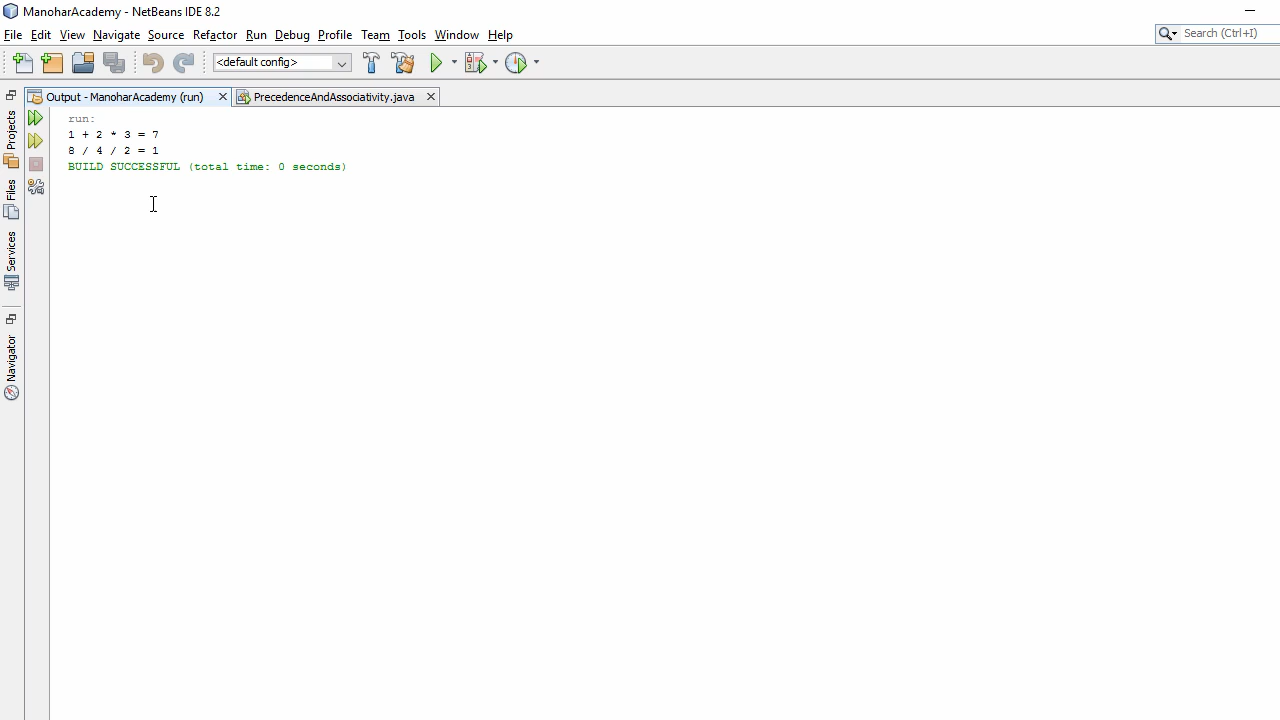 ManoharAcademy - NetBeans IDE 8.2
File Edit View Navigate Source Refactor Run Debug Profile Team Tools Window Help
Search (Ctrl+I)
<default config>
Output - ManoharAcademy (run)
PrecedenceAndAssociativity.java
run:
1 + 2 * 3 = 7
8 / 4 / 2 = 1
BUILD SUCCESSFUL (total time: 0 seconds)
Projects
Files
Services
Navigator